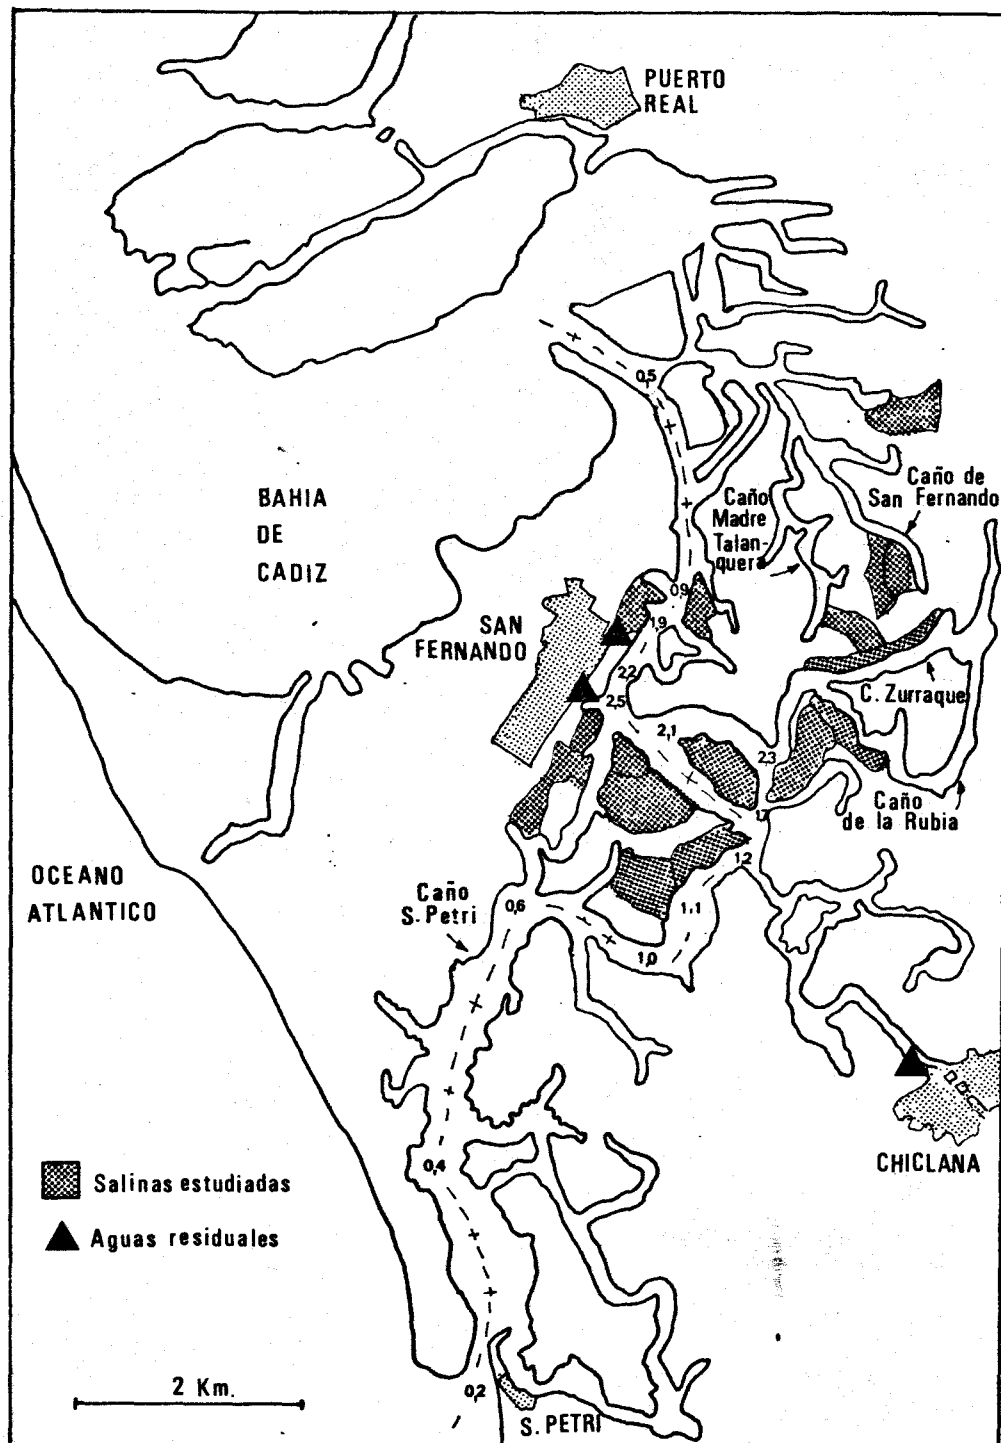 PUERTO
REAL
0,5
BAHIA
DE
CADIZ
Caño
Madre
Talan-
quera
Caño de
San Fernando
SAN
FERNANDO
0,9
1,9
2,2
2,5
2,1
2,3
C. Zurraque
1,7
Caño
de la Rubia
1,2
OCEANO
ATLANTICO
Caño
S. Petri
0,6
1,1
1,0
0,4
CHICLANA
Salinas estudiadas
Aguas residuales
2 Km.
0,2
S. PETRI